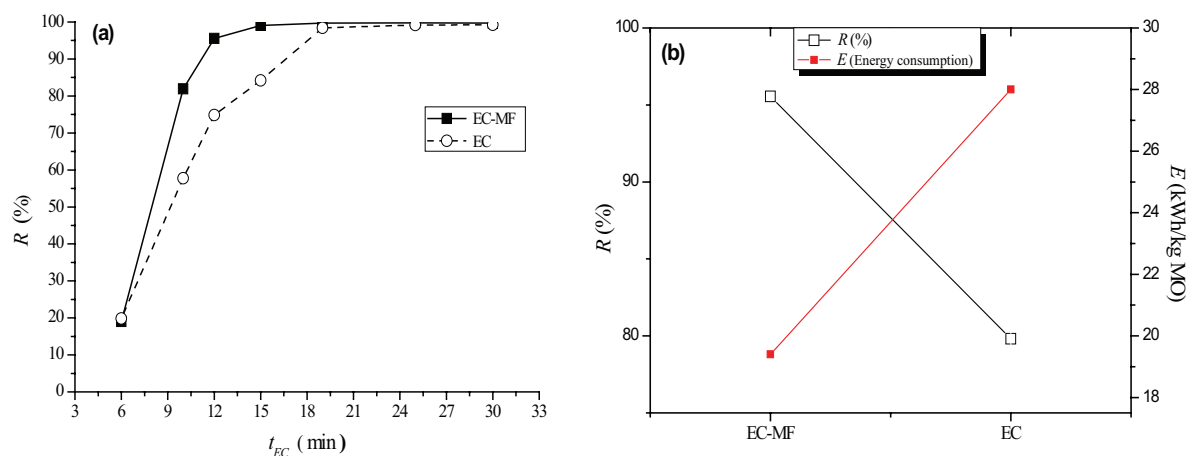 (a)
100
90
80
70
60
50
40
30
20
10
0
R (%)
EC-MF
EC
3 6 9 12 15 18 21 24 27 30 33
t_EC (min)
(b)
R (%)
E (Energy consumption)
100
90
80
R (%)
30
28
26
24
22
20
18
E (kWh/kg MO)
EC-MF EC